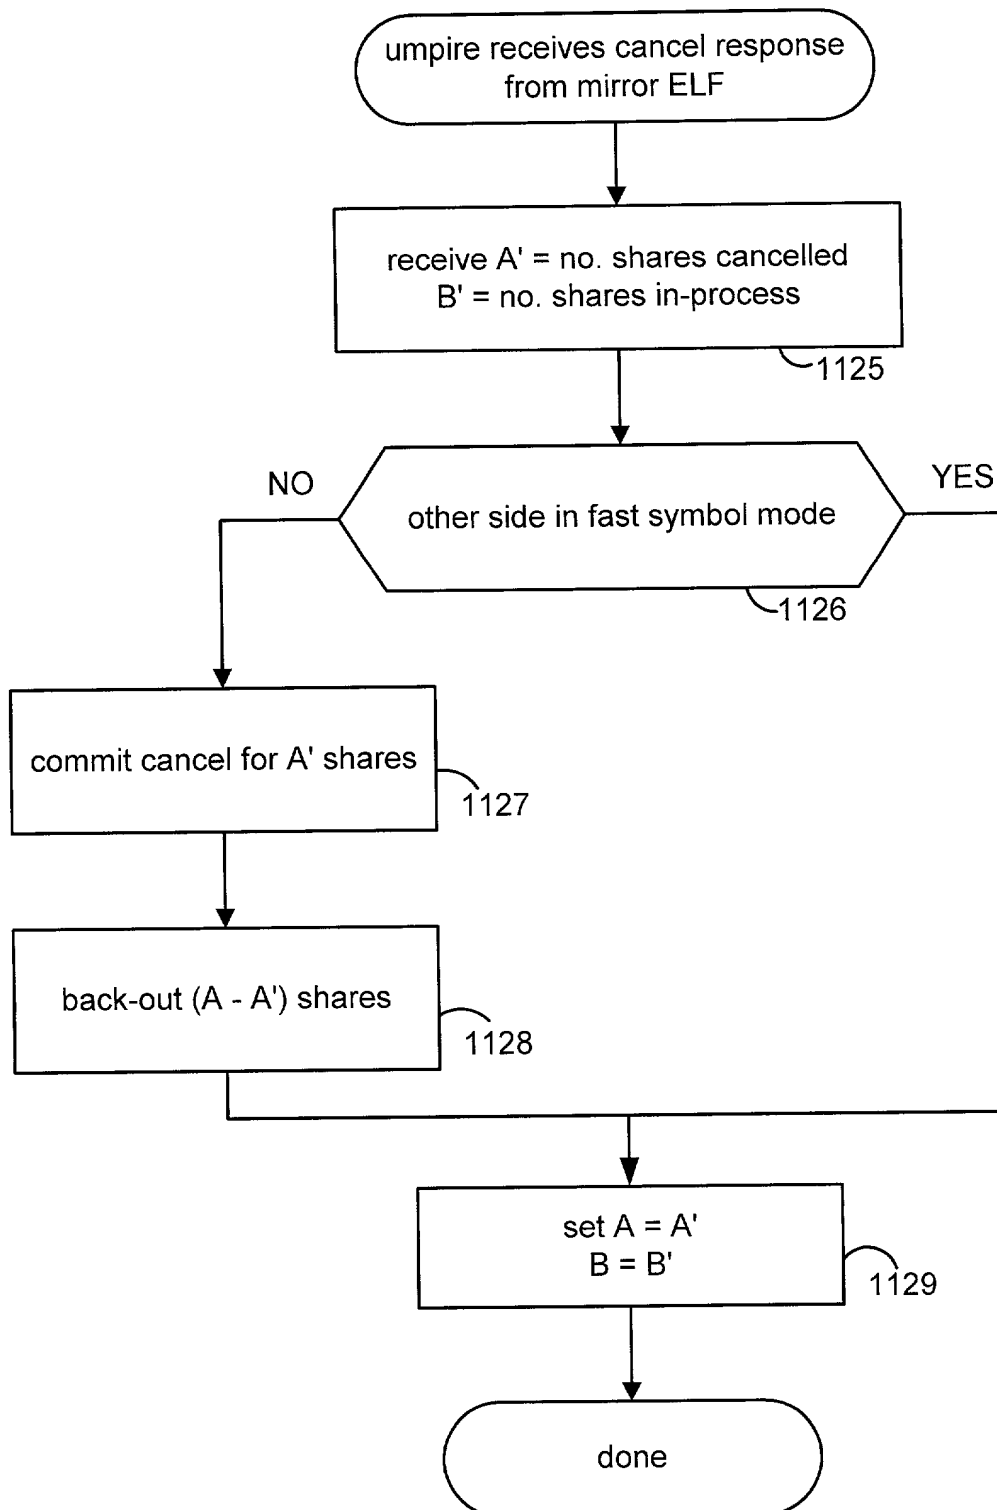 umpire receives cancel response
from mirror ELF
receive A' = no. shares cancelled
B' = no. shares in-process
1125
NO
YES
other side in fast symbol mode
1126
commit cancel for A' shares
1127
back-out (A - A') shares
1128
set A = A'
B = B'
1129
done